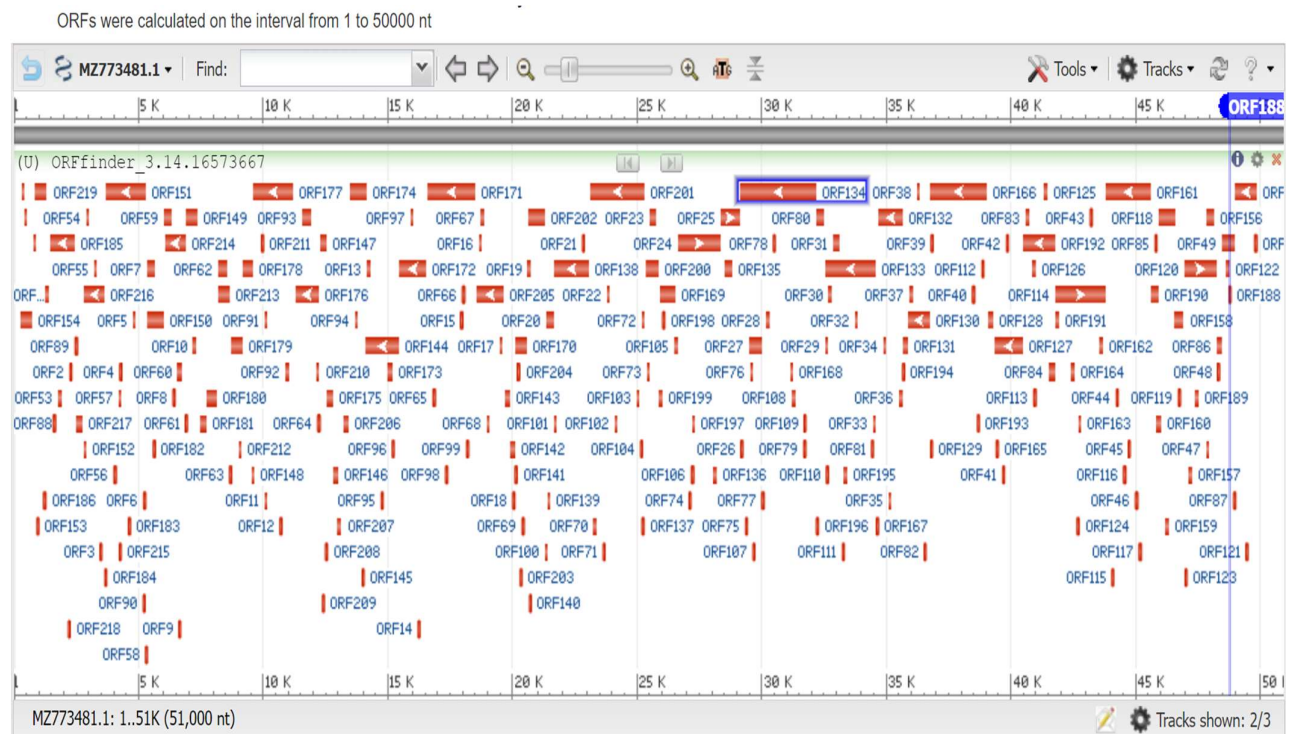 ORFs were calculated on the interval from 1 to 50000 nt
MZ773481.1 Find: ATG Tools Tracks ?
1 5 K 10 K 15 K 20 K 25 K 30 K 35 K 40 K 45 K ORF188
(U) ORFfinder_3.14.16573667
ORF219 ORF151 ORF177 ORF174 ORF171 ORF201 ORF134 ORF38 ORF166 ORF125 ORF161 ORF
ORF54 ORF59 ORF149 ORF93 ORF97 ORF67 ORF202 ORF23 ORF25 ORF80 ORF132 ORF83 ORF43 ORF118 ORF156
ORF185 ORF214 ORF211 ORF147 ORF16 ORF21 ORF24 ORF78 ORF31 ORF39 ORF42 ORF192 ORF85 ORF49 ORF
ORF55 ORF7 ORF62 ORF178 ORF13 ORF172 ORF19 ORF138 ORF200 ORF135 ORF133 ORF112 ORF126 ORF120 ORF122
ORF… ORF216 ORF213 ORF176 ORF66 ORF205 ORF22 ORF169 ORF30 ORF37 ORF40 ORF114 ORF190 ORF188
ORF154 ORF5 ORF150 ORF91 ORF94 ORF15 ORF20 ORF72 ORF198 ORF28 ORF32 ORF130 ORF128 ORF191 ORF158
ORF89 ORF10 ORF179 ORF144 ORF17 ORF170 ORF105 ORF27 ORF29 ORF34 ORF131 ORF127 ORF162 ORF86
ORF2 ORF4 ORF60 ORF92 ORF210 ORF173 ORF204 ORF73 ORF76 ORF168 ORF194 ORF84 ORF164 ORF48
ORF53 ORF57 ORF8 ORF180 ORF175 ORF65 ORF143 ORF103 ORF199 ORF108 ORF36 ORF113 ORF44 ORF119 ORF189
ORF88 ORF217 ORF61 ORF181 ORF64 ORF206 ORF68 ORF101 ORF102 ORF197 ORF109 ORF33 ORF193 ORF163 ORF160
ORF152 ORF182 ORF212 ORF96 ORF99 ORF142 ORF104 ORF26 ORF79 ORF81 ORF129 ORF165 ORF45 ORF47
ORF56 ORF63 ORF148 ORF146 ORF98 ORF141 ORF106 ORF136 ORF110 ORF195 ORF41 ORF116 ORF157
ORF186 ORF6 ORF11 ORF95 ORF18 ORF139 ORF74 ORF77 ORF35 ORF46 ORF87
ORF153 ORF183 ORF12 ORF207 ORF69 ORF70 ORF137 ORF75 ORF196 ORF167 ORF124 ORF159
ORF3 ORF215 ORF208 ORF100 ORF71 ORF107 ORF111 ORF82 ORF117 ORF121
ORF184 ORF145 ORF203 ORF115 ORF123
ORF90 ORF209 ORF140
ORF218 ORF9 ORF14
ORF58
1 5 K 10 K 15 K 20 K 25 K 30 K 35 K 40 K 45 K 50
MZ773481.1: 1..51K (51,000 nt) Tracks shown: 2/3